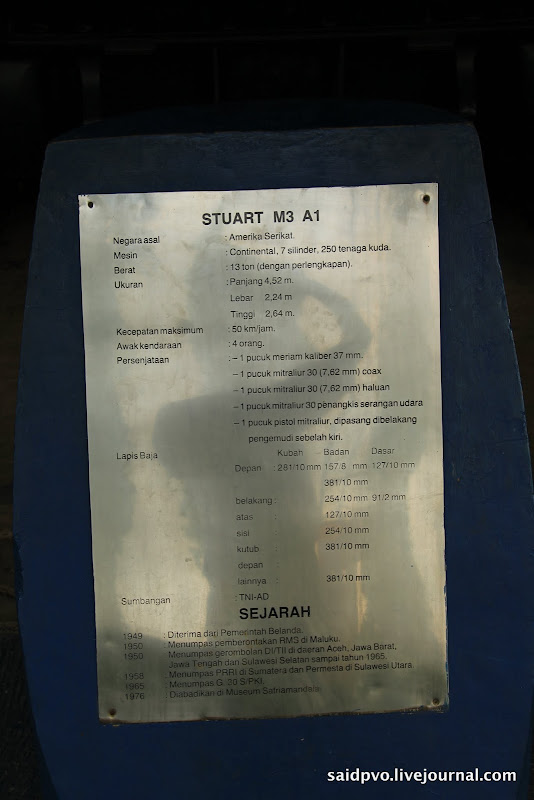 STUART M3 A1
Negara asal : Amerika Serikat.
Mesin : Continental, 7 silinder, 250 tenaga kuda.
Berat : 13 ton (dengan perlengkapan).
Ukuran : Panjang 4,52 m.
Lebar 2,24 m
Tinggi 2,64 m.
Kecepatan maksimum : 50 km/jam.
Awak kendaraan : 4 orang.
Persenjataan : – 1 pucuk meriam kaliber 37 mm.
– 1 pucuk mitraliur 30 (7,62 mm) coax
– 1 pucuk mitraliur 30 (7,62 mm) haluan
– 1 pucuk mitraliur 30 penangkis serangan udara
– 1 pucuk pistol mitraliur, dipasang dibelakang
pengemudi sebelah kiri.
Lapis Baja Kubah Badan Dasar
Depan : 281/10 mm 157.8 mm 127/10 mm
381/10 mm
belakang : 254/10 mm 91/2 mm
atas : 127/10 mm
sisi : 254/10 mm
kutub : 381/10 mm
depan :
lainnya : 381/10 mm
Sumbangan : TNI-AD
SEJARAH
1949 : Diterima dari Pemerintah Belanda.
1950 : Menumpas pemberontakan RMS di Maluku.
1950 : Menumpas gerombolan DI/TII di daerah Aceh, Jawa Barat,
Jawa Tengah dan Sulawesi Selatan sampai tahun 1965.
1958 : Menumpas PRRI di Sumatera dan Permesta di Sulawesi Utara.
1965 : Menumpas G. 30 S/PKI.
1976 : Diabadikan di Museum Satriamandala
saidpvo.livejournal.com